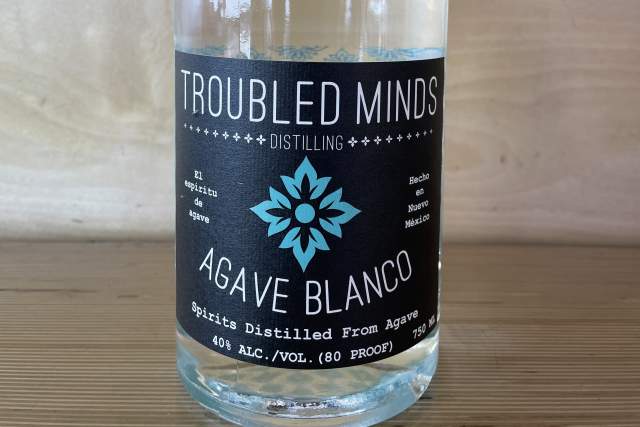 TROUBLED MINDS
DISTILLING
El
espiritu
de
agave
Hecho
en
Nuevo
México
AGAVE BLANCO
Spirits Distilled From Agave
40% ALC./VOL. (80 PROOF) 750 ML